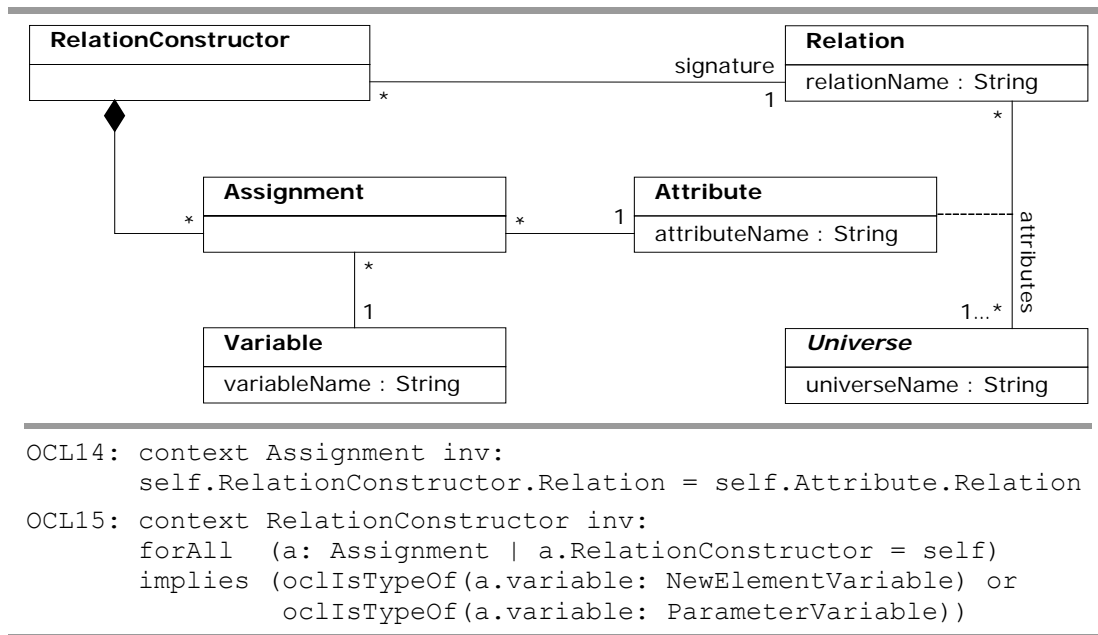 RelationConstructor
Relation
signature
relationName : String
*
1
*
Assignment
Attribute
*
*
1
attributeName : String
attributes
*
1
1...*
Variable
Universe
variableName : String
universeName : String
OCL14: context Assignment inv:
self.RelationConstructor.Relation = self.Attribute.Relation
OCL15: context RelationConstructor inv:
forAll (a: Assignment | a.RelationConstructor = self)
implies (oclIsTypeOf(a.variable: NewElementVariable) or
oclIsTypeOf(a.variable: ParameterVariable))